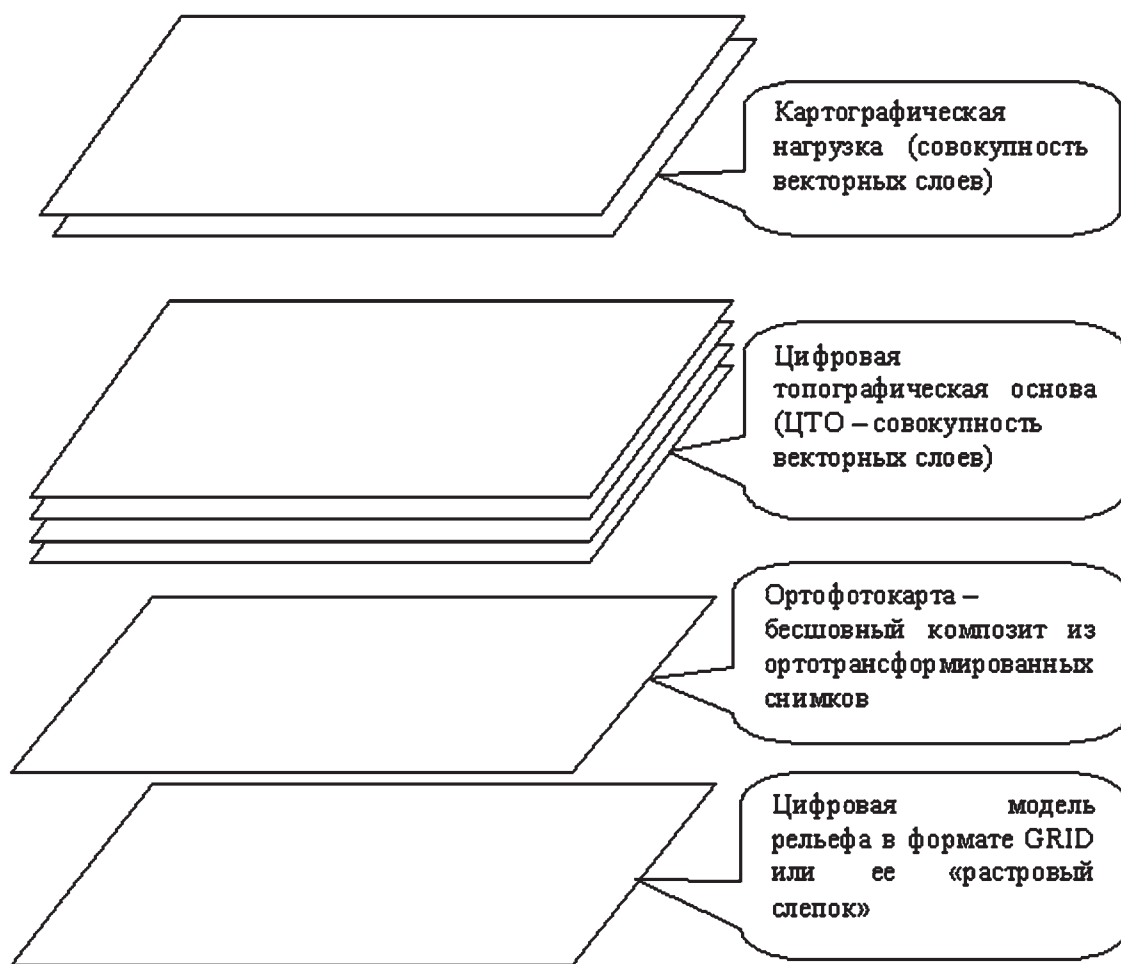 Картографическая
нагрузка (совокупность
векторных слоев)
Цифровая
топографическая основа
(ЦТО – совокупность
векторных слоев)
Ортофотокарта –
бесшовный композит из
ортотрансформированных
снимков
Цифровая модель
рельефа в формате GRID
или ее «растровый
слепок»